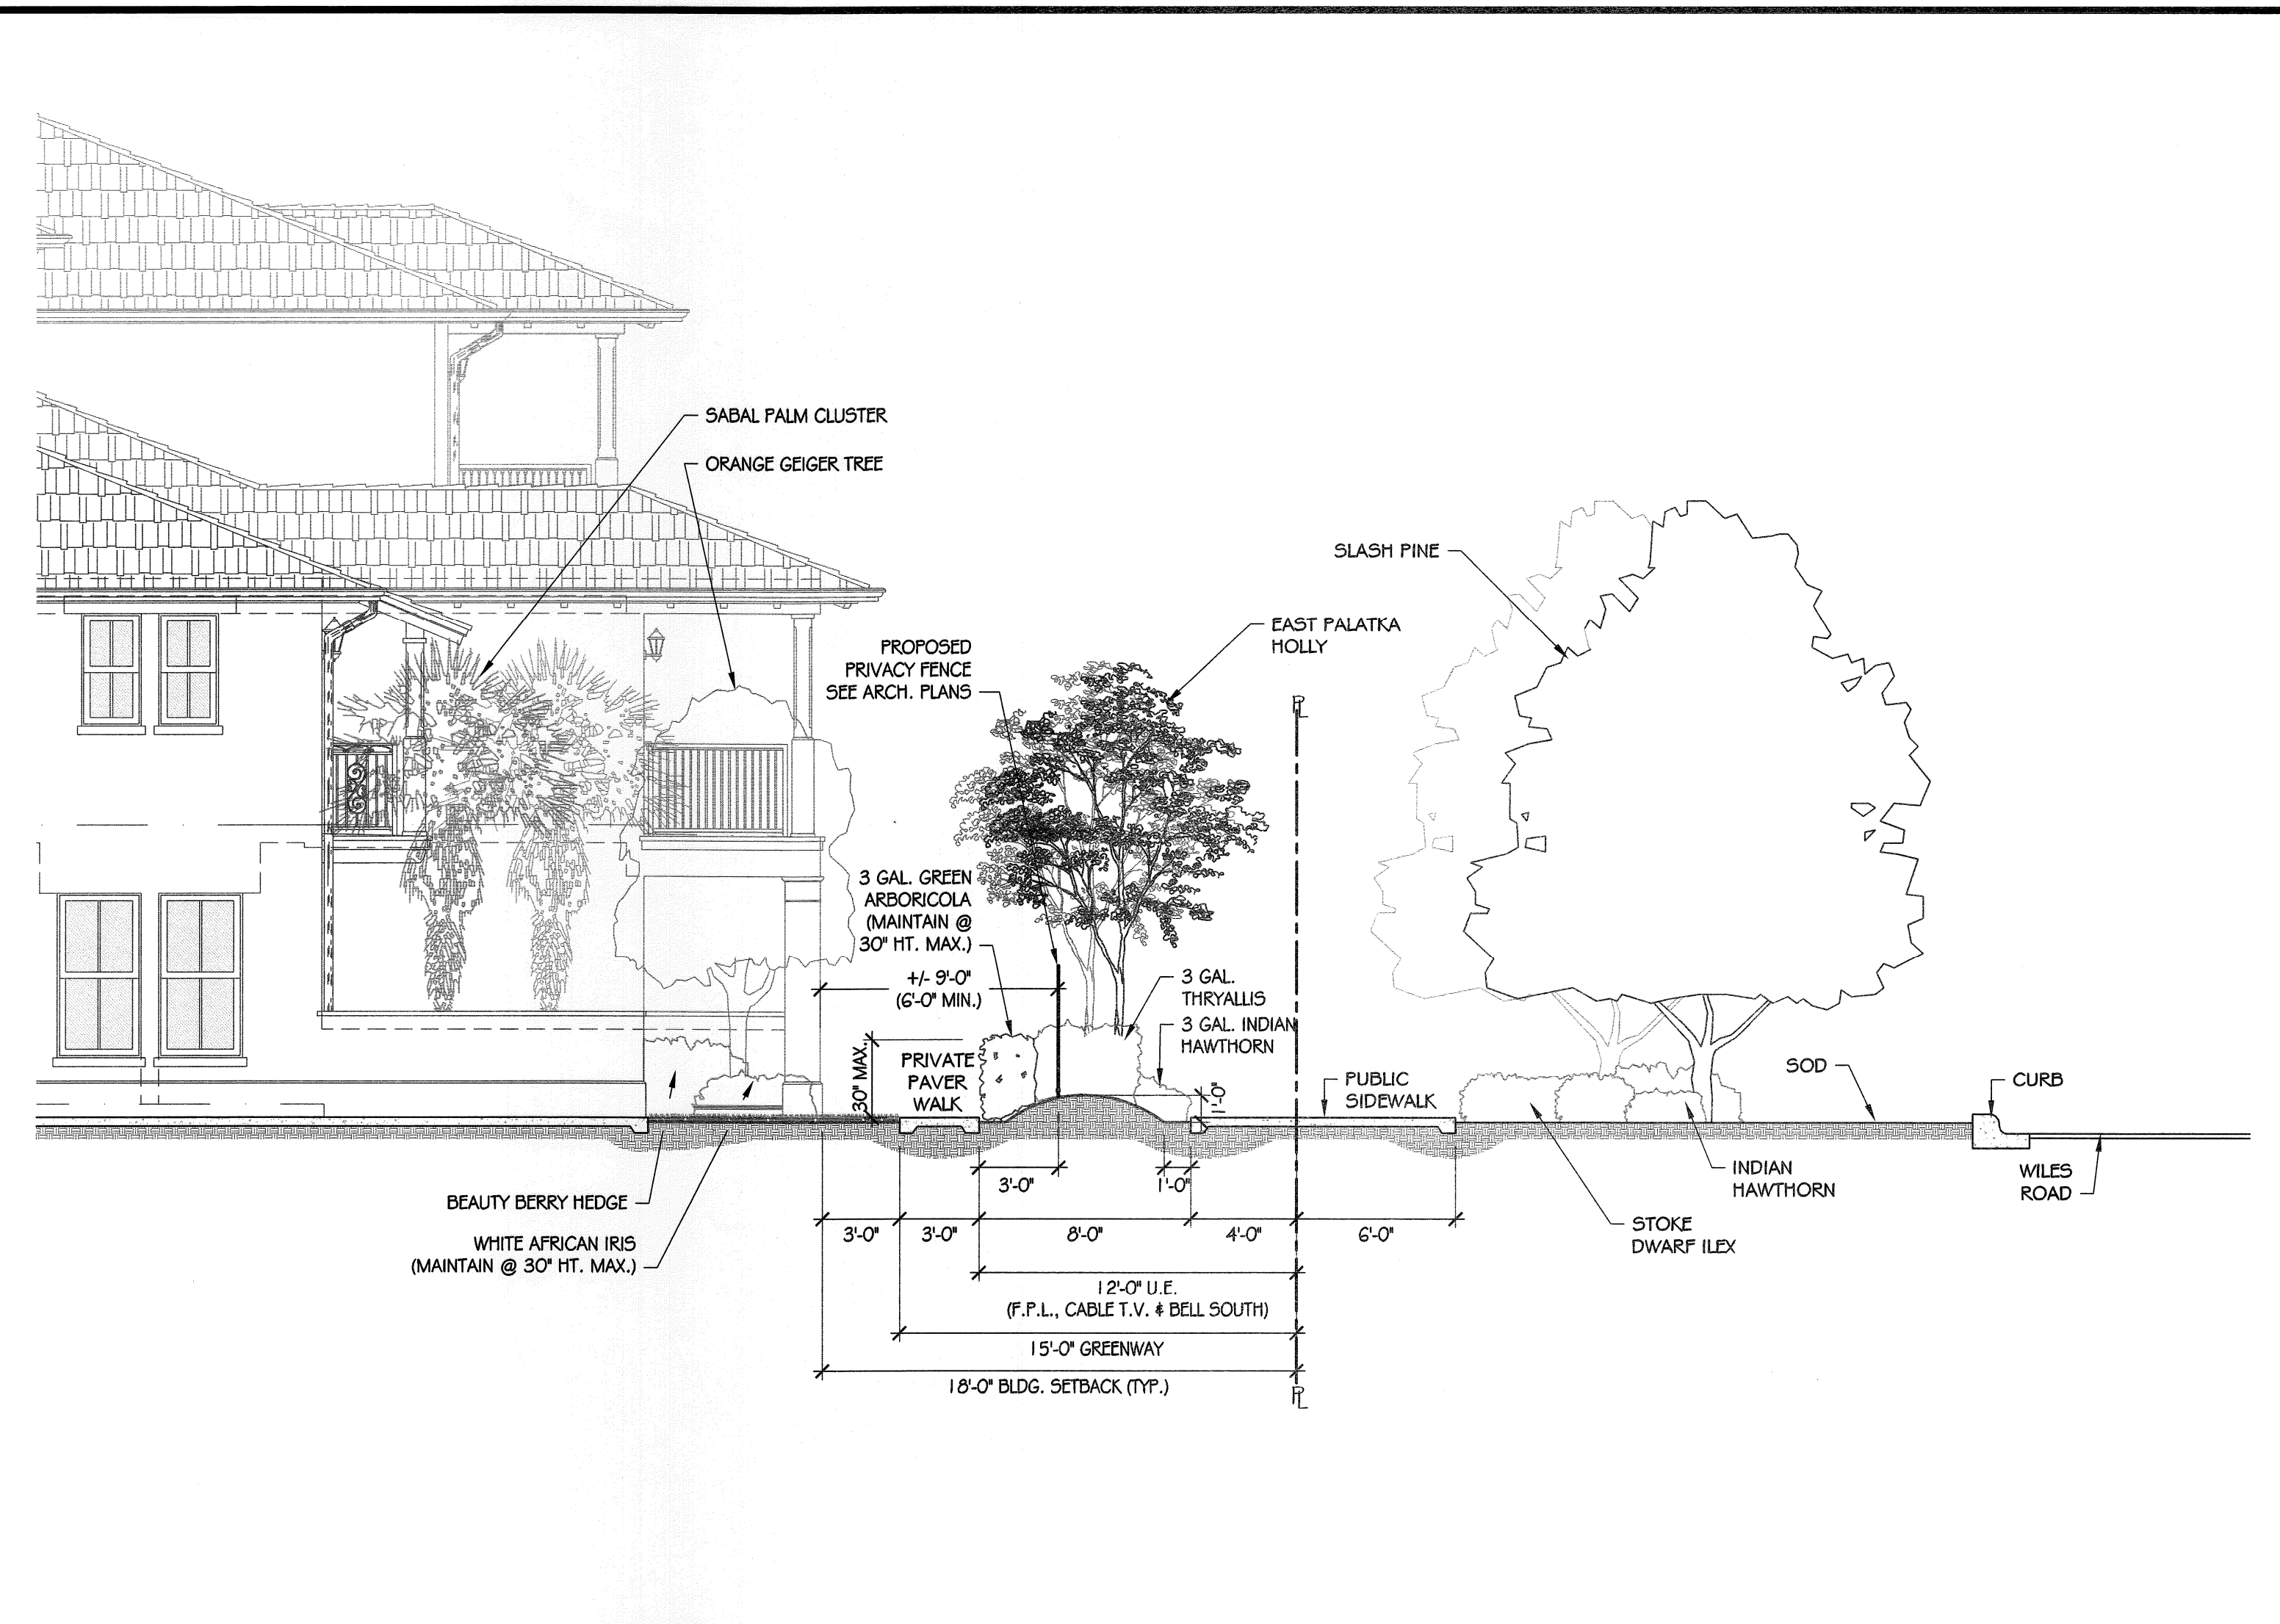 SABAL PALM CLUSTER
ORANGE GEIGER TREE
SLASH PINE
EAST PALATKA
HOLLY
PROPOSED
PRIVACY FENCE
SEE ARCH. PLANS
PL
3 GAL. GREEN
ARBORICOLA
(MAINTAIN @
30" HT. MAX.)
+/- 9'-0"
(6'-0" MIN.)
3 GAL.
THRYALLIS
3 GAL. INDIAN
HAWTHORN
30" MAX.
PRIVATE
PAVER
WALK
1'-0"
PUBLIC
SIDEWALK
SOD
CURB
3'-0"
1'-0"
INDIAN
HAWTHORN
WILES
ROAD
BEAUTY BERRY HEDGE
WHITE AFRICAN IRIS
(MAINTAIN @ 30" HT. MAX.)
3'-0"
3'-0"
8'-0"
4'-0"
6'-0"
STOKE
DWARF ILEX
12'-0" U.E.
(F.P.L., CABLE T.V. & BELL SOUTH)
15'-0" GREENWAY
18'-0" BLDG. SETBACK (TYP.)
PL